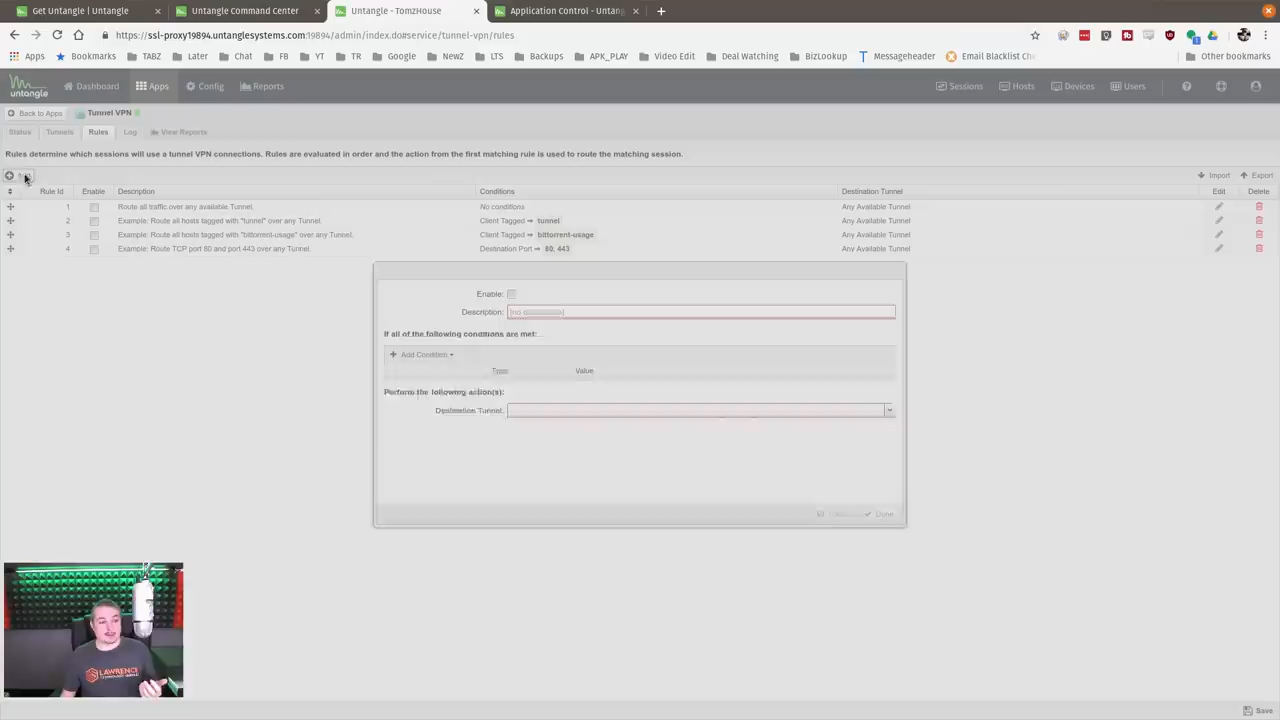 Get Untangle | Untangle
Untangle Command Center
Untangle - TomzHouse
Application Control - Untang
https://ssl-proxy19894.untanglesystems.com:19894/admin/index.do#service/tunnel-vpn/rules
Apps Bookmarks TABZ Later Chat FB YT TR Google NewZ LTS Backups APK_PLAY Video Edit Deal Watching BizLookup Messageheader Email Blacklist Che Other bookmarks
untangle Dashboard Apps Config Reports Sessions Hosts Devices Users
Back to Apps Tunnel VPN
Status Tunnels Rules Log View Reports
Rules determine which sessions will use a tunnel VPN connections. Rules are evaluated in order and the action from the first matching rule is used to route the matching session.
Import Export
Rule Id Enable Description Conditions Destination Tunnel Edit Delete
1 Route all traffic over any available Tunnel. No conditions Any Available Tunnel
2 Example: Route all hosts tagged with "tunnel" over any Tunnel. Client Tagged ⇒ tunnel Any Available Tunnel
3 Example: Route all hosts tagged with "bittorrent-usage" over any Tunnel. Client Tagged ⇒ bittorrent-usage Any Available Tunnel
4 Example: Route TCP port 80 and port 443 over any Tunnel. Destination Port ⇒ 80, 443 Any Available Tunnel
Enable:
Description: [no
If all of the following conditions are met:
Add Condition
Type Value
Perform the following action(s):
Destination Tunnel:
Done
LAWRENCE
Save